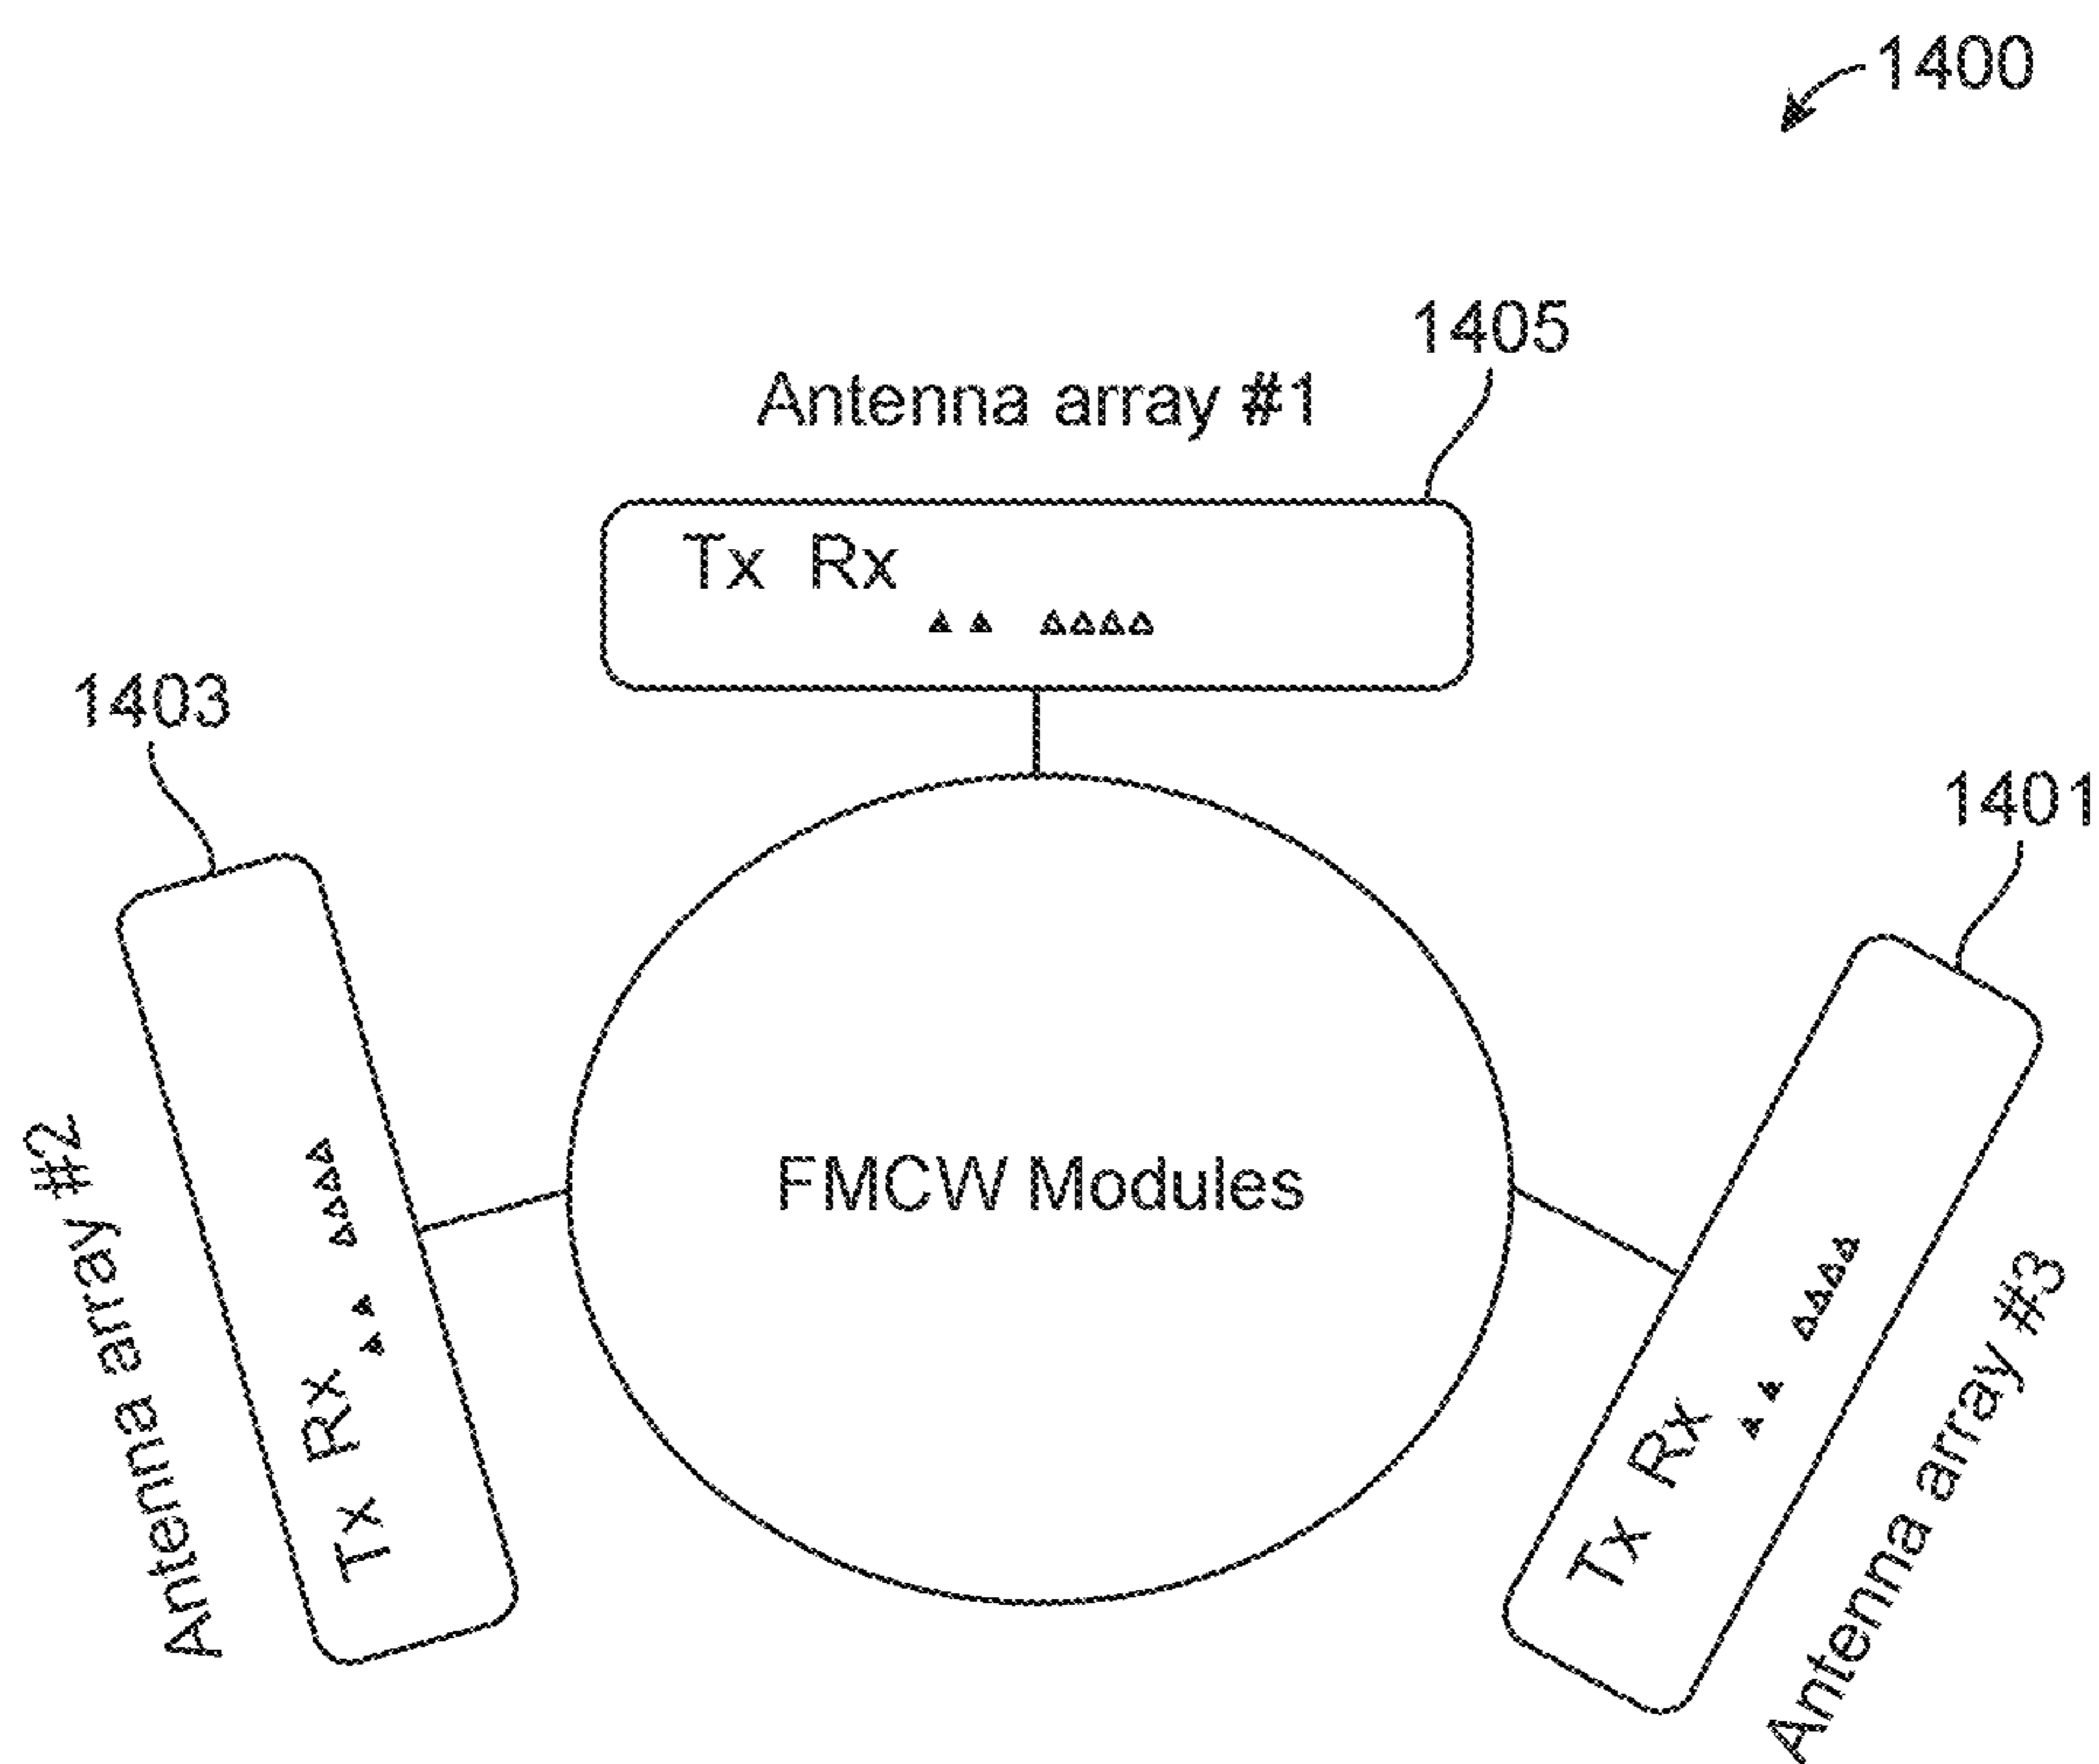 1400
1405
Antenna array #1
Tx Rx
1403
1401
Antenna array #2
Tx Rx
FMCW Modules
Tx Rx
Antenna array #3